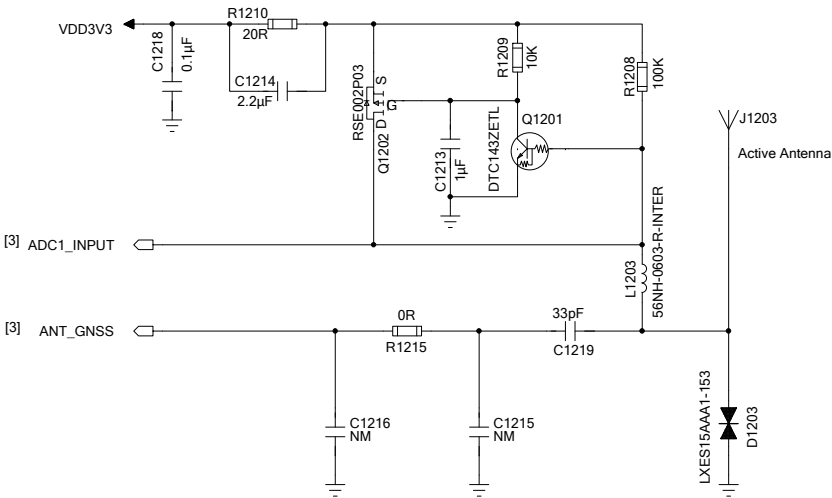 R1210
VDD3V3
20R
C1218
0.1µF
C1214
2.2µF
RSE002P03
Q1202
S
G
D
R1209
10K
R1208
100K
C1213
1µF
DTC143ZETL
Q1201
J1203
Active Antenna
[3] ADC1_INPUT
L1203
56NH-0603-R-INTER
[3] ANT_GNSS
0R
R1215
33pF
C1219
C1216
NM
C1215
NM
LXES15AAA1-153
D1203